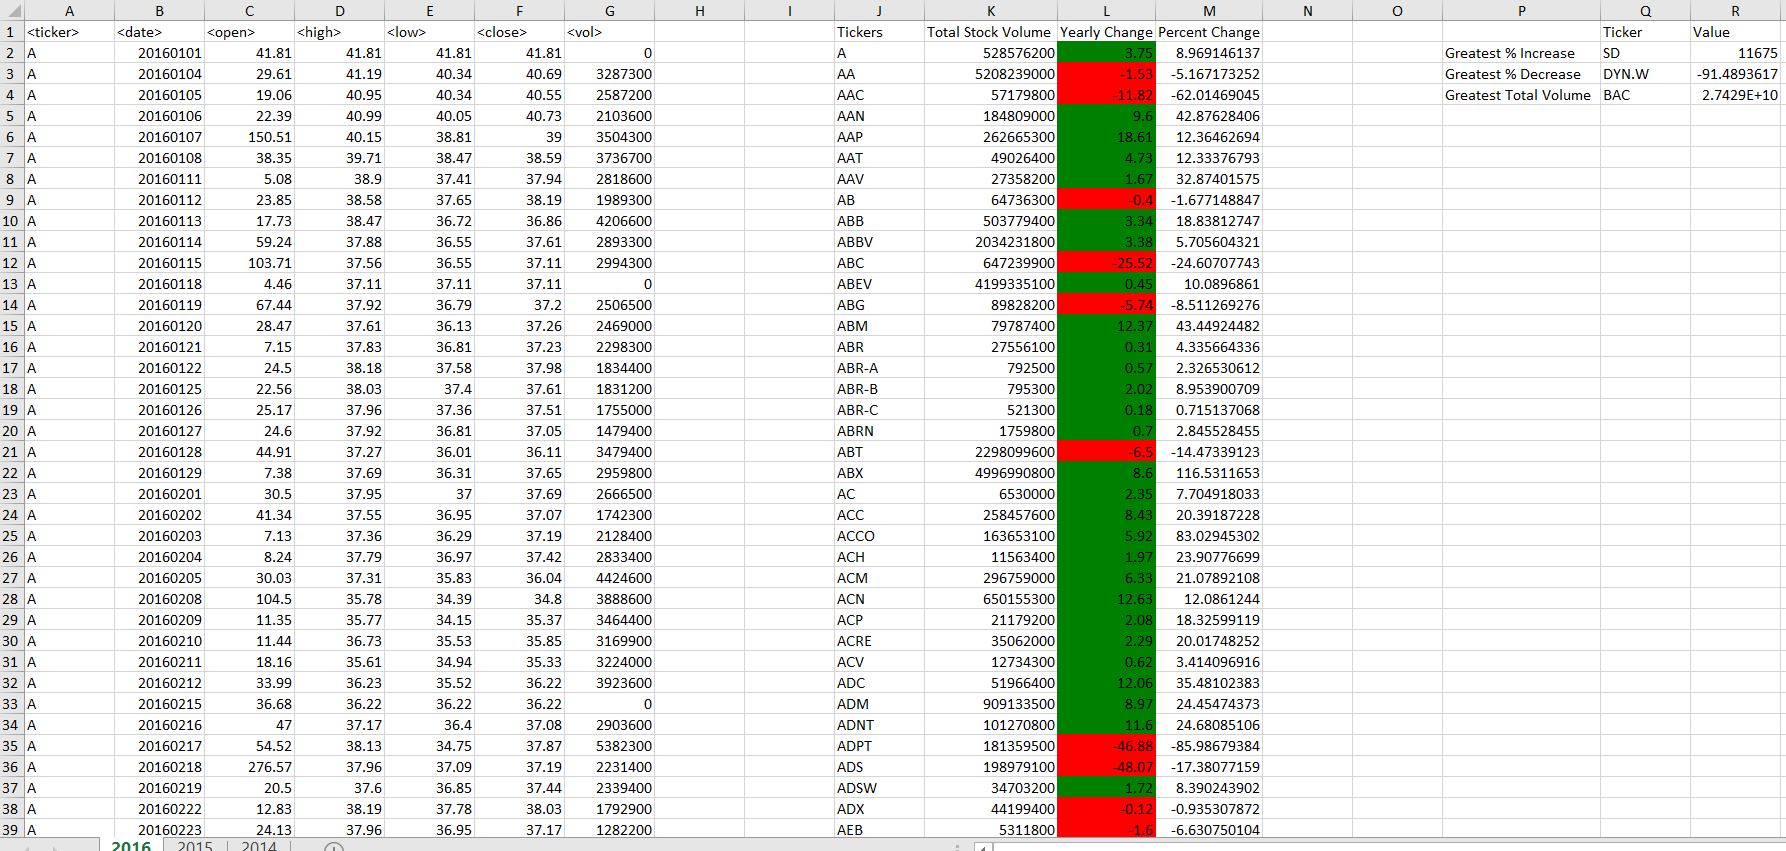 A B C D E F G H I J K L M N O P Q R
1 <ticker> <date> <open> <high> <low> <close> <vol> Tickers Total Stock Volume Yearly Change Percent Change Ticker Value
2 A 20160101 41.81 41.81 41.81 41.81 0 A 528576200 3.75 8.969146137 Greatest % Increase SD 11675
3 A 20160104 29.61 41.19 40.34 40.69 3287300 AA 5208239000 -1.53 -5.167173252 Greatest % Decrease DYN.W -91.4893617
4 A 20160105 19.06 40.95 40.34 40.55 2587200 AAC 57179800 -11.82 -62.01469045 Greatest Total Volume BAC 2.7429E+10
5 A 20160106 22.39 40.99 40.05 40.73 2103600 AAN 184809000 9.6 42.87628406
6 A 20160107 150.51 40.15 38.81 39 3504300 AAP 262665300 18.61 12.36462694
7 A 20160108 38.35 39.71 38.47 38.59 3736700 AAT 49026400 4.73 12.33376793
8 A 20160111 5.08 38.9 37.41 37.94 2818600 AAV 27358200 1.67 32.87401575
9 A 20160112 23.85 38.58 37.65 38.19 1989300 AB 64736300 -0.4 -1.677148847
10 A 20160113 17.73 38.47 36.72 36.86 4206600 ABB 503779400 3.34 18.83812747
11 A 20160114 59.24 37.88 36.55 37.61 2893300 ABBV 2034231800 3.38 5.705604321
12 A 20160115 103.71 37.56 36.55 37.11 2994300 ABC 647239900 -25.52 -24.60707743
13 A 20160118 4.46 37.11 37.11 37.11 0 ABEV 4199335100 0.45 10.0896861
14 A 20160119 67.44 37.92 36.79 37.2 2506500 ABG 89828200 -5.74 -8.511269276
15 A 20160120 28.47 37.61 36.13 37.26 2469000 ABM 79787400 12.37 43.44924482
16 A 20160121 7.15 37.83 36.81 37.23 2298300 ABR 27556100 0.31 4.335664336
17 A 20160122 24.5 38.18 37.58 37.98 1834400 ABR-A 792500 0.57 2.326530612
18 A 20160125 22.56 38.03 37.4 37.61 1831200 ABR-B 795300 2.02 8.953900709
19 A 20160126 25.17 37.96 37.36 37.51 1755000 ABR-C 521300 0.18 0.715137068
20 A 20160127 24.6 37.92 36.81 37.05 1479400 ABRN 1759800 0.7 2.845528455
21 A 20160128 44.91 37.27 36.01 36.11 3479400 ABT 2298099600 -6.5 -14.47339123
22 A 20160129 7.38 37.69 36.31 37.65 2959800 ABX 4996990800 8.6 116.5311653
23 A 20160201 30.5 37.95 37 37.69 2666500 AC 6530000 2.35 7.704918033
24 A 20160202 41.34 37.55 36.95 37.07 1742300 ACC 258457600 8.43 20.39187228
25 A 20160203 7.13 37.36 36.29 37.19 2128400 ACCO 163653100 5.92 83.02945302
26 A 20160204 8.24 37.79 36.97 37.42 2833400 ACH 11563400 1.97 23.90776699
27 A 20160205 30.03 37.31 35.83 36.04 4424600 ACM 296759000 6.33 21.07892108
28 A 20160208 104.5 35.78 34.39 34.8 3888600 ACN 650155300 12.63 12.0861244
29 A 20160209 11.35 35.77 34.15 35.37 3464400 ACP 21179200 2.08 18.32599119
30 A 20160210 11.44 36.73 35.53 35.85 3169900 ACRE 35062000 2.29 20.01748252
31 A 20160211 18.16 35.61 34.94 35.33 3224000 ACV 12734300 0.62 3.414096916
32 A 20160212 33.99 36.23 35.52 36.22 3923600 ADC 51966400 12.06 35.48102383
33 A 20160215 36.68 36.22 36.22 36.22 0 ADM 909133500 8.97 24.45474373
34 A 20160216 47 37.17 36.4 37.08 2903600 ADNT 101270800 11.6 24.68085106
35 A 20160217 54.52 38.13 34.75 37.87 5382300 ADPT 181359500 -46.88 -85.98679384
36 A 20160218 276.57 37.96 37.09 37.19 2231400 ADS 198979100 -48.07 -17.38077159
37 A 20160219 20.5 37.6 36.85 37.44 2339400 ADSW 34703200 1.72 8.390243902
38 A 20160222 12.83 38.19 37.78 38.03 1792900 ADX 44199400 -0.12 -0.935307872
39 A 20160223 24.13 37.96 36.95 37.17 1282200 AEB 5311800 -1.6 -6.630750104
2016 2015 2014